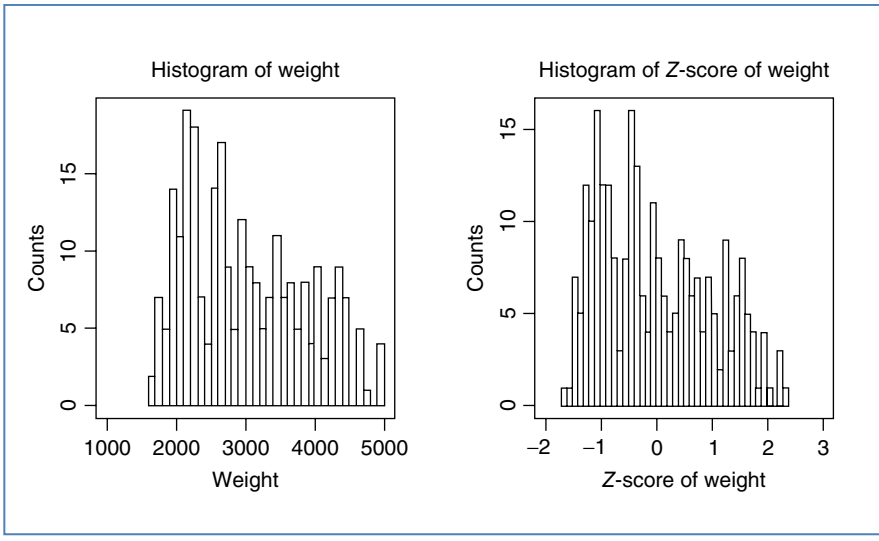 Histogram of weight
Counts
15
10
5
0
1000 2000 3000 4000 5000
Weight
Histogram of Z-score of weight
Counts
15
10
5
0
−2 −1 0 1 2 3
Z-score of weight